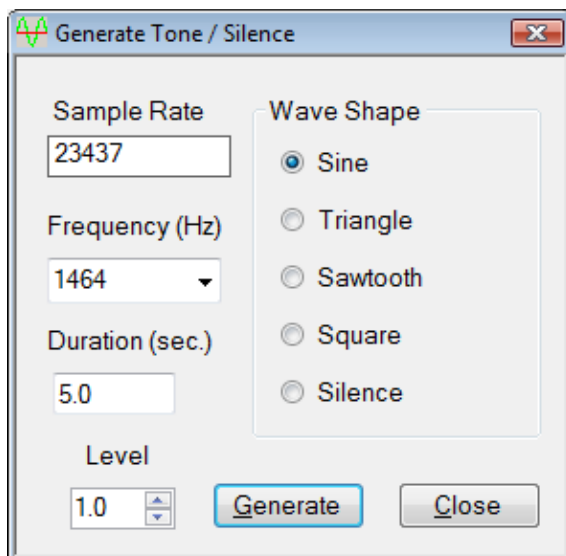 Generate Tone / Silence
Sample Rate
23437
Frequency (Hz)
1464
Duration (sec.)
5.0
Level
1.0
Wave Shape
Sine
Triangle
Sawtooth
Square
Silence
Generate
Close